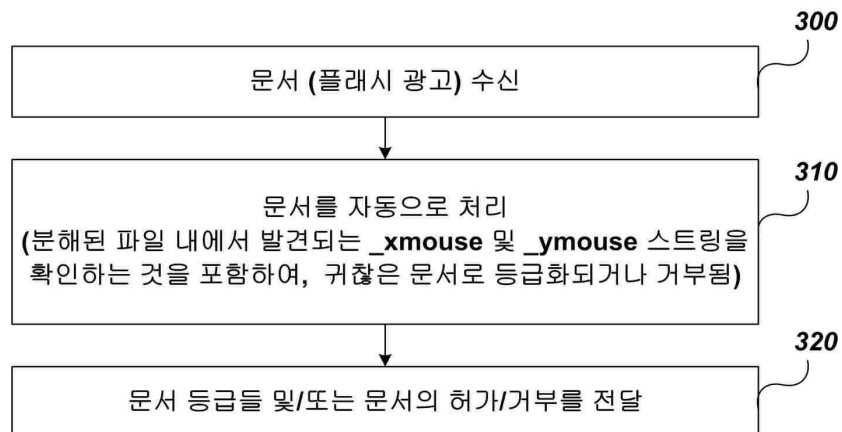 300
문서 (플래시 광고) 수신
310
문서를 자동으로 처리
(분해된 파일 내에서 발견되는 _xmouse 및 _ymouse 스트링을
확인하는 것을 포함하여, 귀찮은 문서로 등급화되거나 거부됨)
320
문서 등급들 및/또는 문서의 허가/거부를 전달